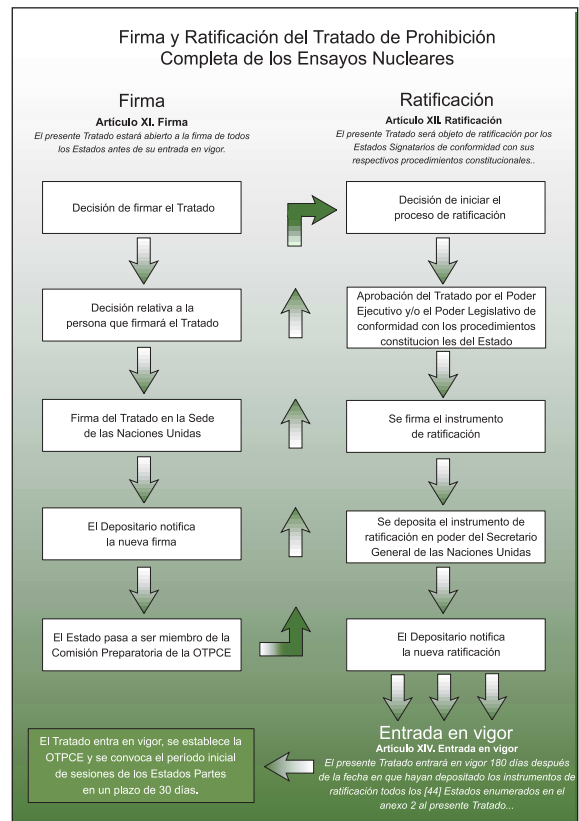 Firma y Ratificación del Tratado de Prohibición
Completa de los Ensayos Nucleares
Firma
Artículo XI. Firma
El presente Tratado estará abierto a la firma de todos
los Estados antes de su entrada en vigor.
Decisión de firmar el Tratado
Decisión relativa a la
persona que firmará el Tratado
Firma del Tratado en la Sede
de las Naciones Unidas
El Depositario notifica
la nueva firma
El Estado pasa a ser miembro de la
Comisión Preparatoria de la OTPCE
Ratificación
Artículo XII. Ratificación
El presente Tratado será objeto de ratificación por los
Estados Signatarios de conformidad con sus
respectivos procedimientos constitucionales..
Decisión de iniciar el
proceso de ratificación
Aprobación del Tratado por el Poder
Ejecutivo y/o el Poder Legislativo de
conformidad con los procedimientos
constitucion les del Estado
Se firma el instrumento
de ratificación
Se deposita el instrumento de
ratificación en poder del Secretario
General de las Naciones Unidas
El Depositario notifica
la nueva ratificación
Entrada en vigor
Artículo XIV. Entrada en vigor
El presente Tratado entrará en vigor 180 días después
de la fecha en que hayan depositado los instrumentos de
ratificación todos los [44] Estados enumerados en el
anexo 2 al presente Tratado...
El Tratado entra en vigor, se establece la
OTPCE y se convoca el período inicial
de sesiones de los Estados Partes
en un plazo de 30 días.